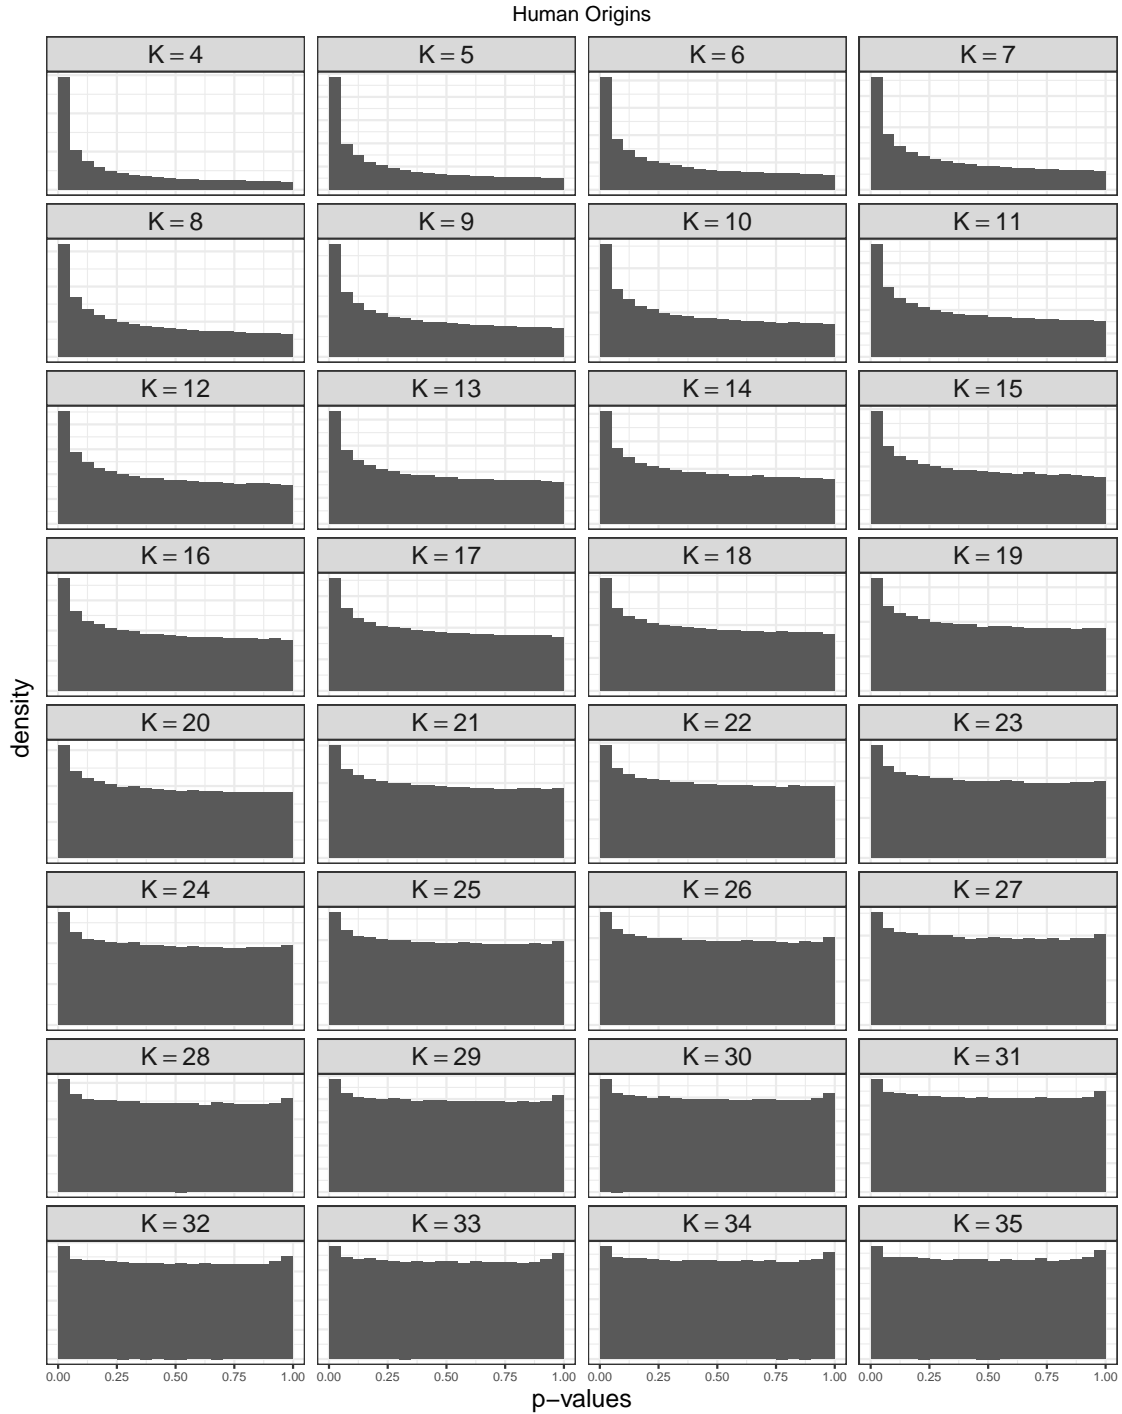 Human Origins
K = 4
K = 5
K = 6
K = 7
K = 8
K = 9
K = 10
K = 11
K = 12
K = 13
K = 14
K = 15
K = 16
K = 17
K = 18
K = 19
K = 20
K = 21
K = 22
K = 23
K = 24
K = 25
K = 26
K = 27
K = 28
K = 29
K = 30
K = 31
K = 32
K = 33
K = 34
K = 35
density
0.00 0.25 0.50 0.75 1.00
0.00 0.25 0.50 0.75 1.00
0.00 0.25 0.50 0.75 1.00
0.00 0.25 0.50 0.75 1.00
p−values